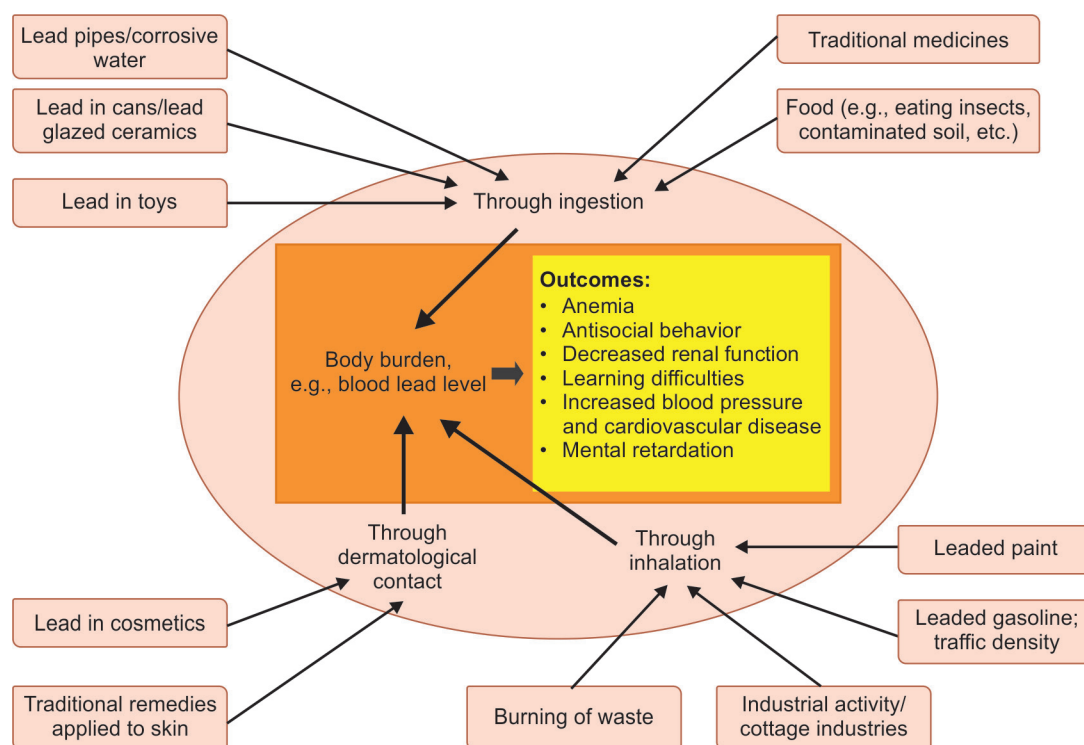 Lead pipes/corrosive
water
Traditional medicines
Lead in cans/lead
glazed ceramics
Food (e.g., eating insects,
contaminated soil, etc.)
Lead in toys
Through ingestion
Outcomes:
• Anemia
• Antisocial behavior
• Decreased renal function
• Learning difficulties
• Increased blood pressure
and cardiovascular disease
• Mental retardation
Body burden,
e.g., blood lead level
Through
dermatological
contact
Through
inhalation
Leaded paint
Lead in cosmetics
Leaded gasoline;
traffic density
Traditional remedies
applied to skin
Burning of waste
Industrial activity/
cottage industries